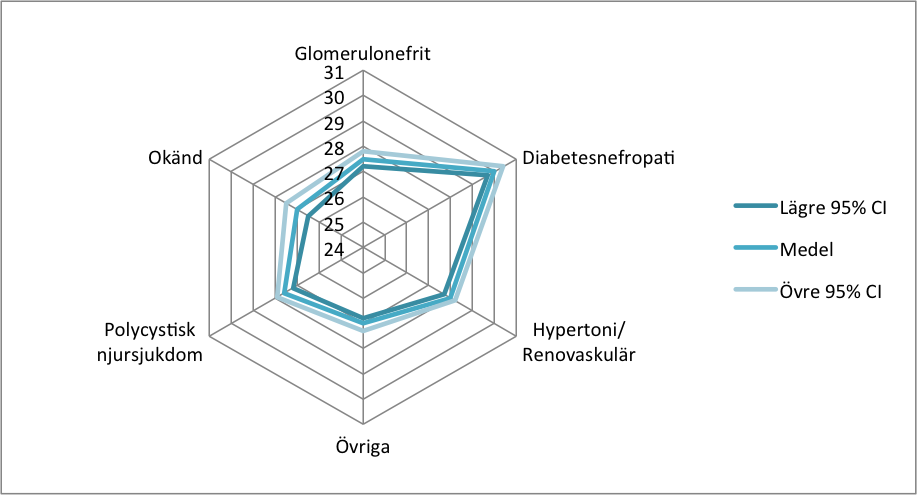 Glomerulonefrit
31
30
29
28
27
26
25
24
Okänd
Diabetesnefropati
Polycystisk
njursjukdom
Hypertoni/
Renovaskulär
Övriga
Lägre 95% CI
Medel
Övre 95% CI